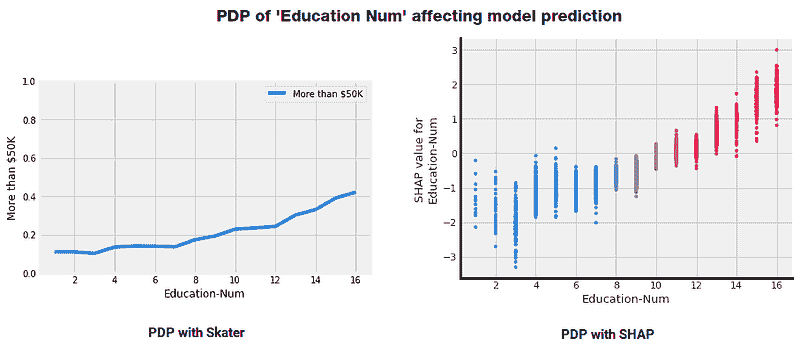 PDP of 'Education Num' affecting model prediction
More than $50K
1.0
0.8
0.6
0.4
0.2
0.0
More than $50K
2 4 6 8 10 12 14 16
Education-Num
PDP with Skater
SHAP value for
Education-Num
3
2
1
0
−1
−2
−3
2 4 6 8 10 12 14 16
Education-Num
PDP with SHAP